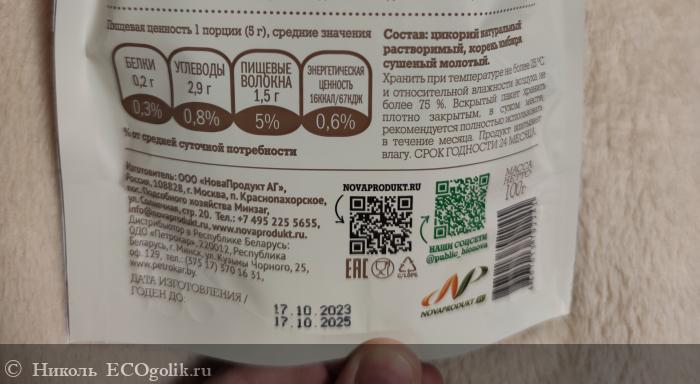 Пищевая ценность 1 порции (5 г), средние значения
БЕЛКИ
0,2 г
0,3%
УГЛЕВОДЫ
2,9 г
0,8%
ПИЩЕВЫЕ
ВОЛОКНА
1,5 г
5%
ЭНЕРГЕТИЧЕСКАЯ
ЦЕННОСТЬ
16ККАЛ/67КДЖ
0,6%
% от средней суточной потребности
Состав: цикорий натуральный
растворимый, корень имбиря
сушеный молотый.
Хранить при температуре не более 25 °С
и относительной влажности воздуха не
более 75 %. Вскрытый пакет хранить
плотно закрытым, в сухом месте,
рекомендуется полностью использовать
в течение месяца. Продукт впитывает
влагу. СРОК ГОДНОСТИ 24 МЕСЯЦА.
Изготовитель: ООО «НоваПродукт АГ»,
Россия, 108828, г. Москва, п. Краснопахорское,
пос. Подсобного хозяйства Минзаг,
ул. Солнечная, стр. 20. Тел.: +7 495 225 5655,
info@novaprodukt.ru, www.novaprodukt.ru.
Дистрибьютор в Республике Беларусь:
ОДО «Петрокар», 220012, Республика
Беларусь, г. Минск, ул. Кузьмы Чорного, 25,
оф. 129, тел.: (375 17) 370 16 31,
www.petrokar.by.
ДАТА ИЗГОТОВЛЕНИЯ /
ГОДЕН ДО:
17.10.2023
17.10.2025
NOVAPRODUKT.RU
EAC
C/LDPE
НАШИ СОЦСЕТИ
@public_bionova
NOVAPRODUKT
МАССА
НЕТТО:
100г
Николь ECOgolik.ru